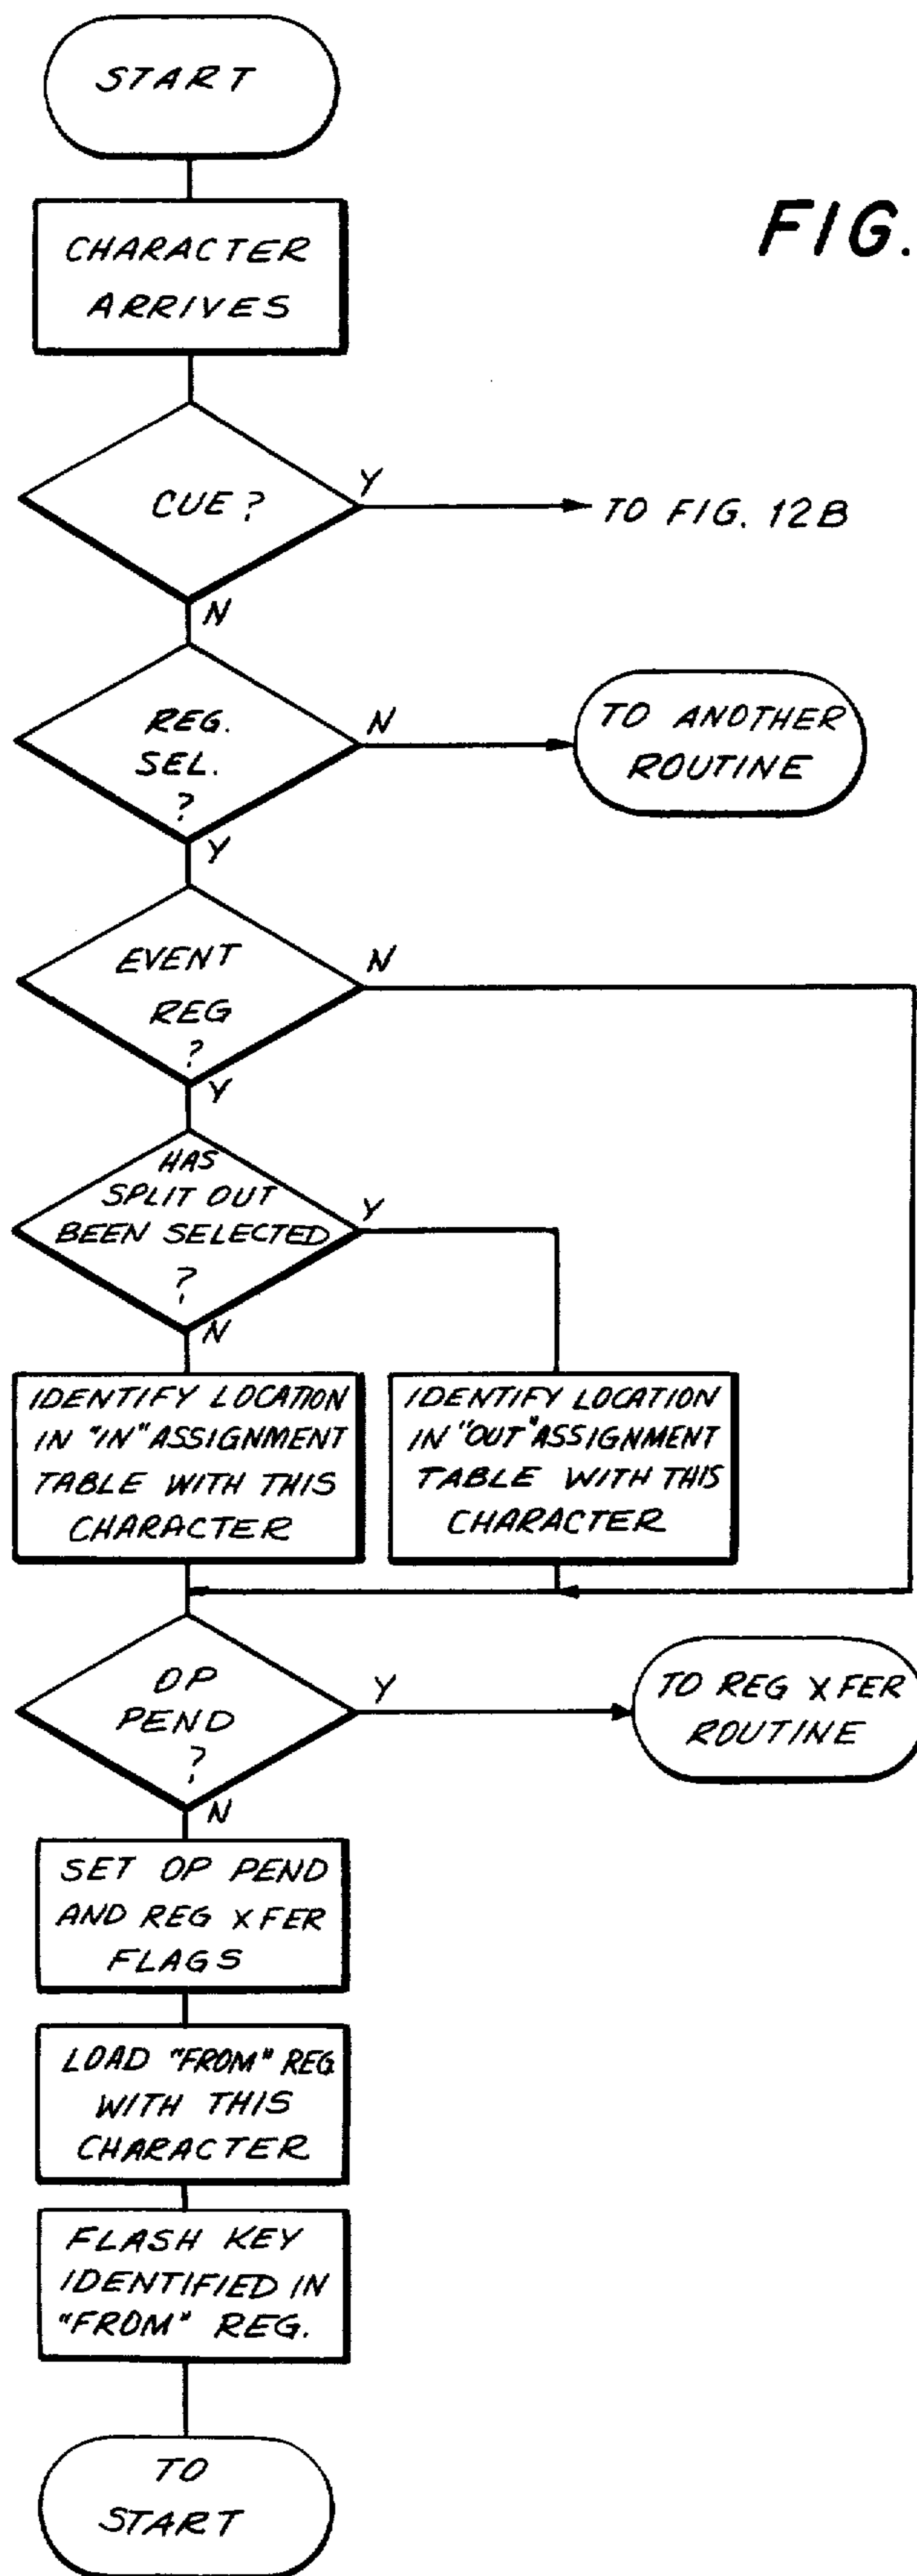 START
FIG.
CHARACTER
ARRIVES
CUE ?
Y
TO FIG. 12B
N
REG.
SEL.
?
N
TO ANOTHER
ROUTINE
Y
EVENT
REG
?
N
Y
HAS
SPLIT OUT
BEEN SELECTED
?
Y
N
IDENTIFY LOCATION
IN "IN" ASSIGNMENT
TABLE WITH THIS
CHARACTER
IDENTIFY LOCATION
IN "OUT" ASSIGNMENT
TABLE WITH THIS
CHARACTER
OP
PEND
?
Y
TO REG XFER
ROUTINE
N
SET OP PEND
AND REG XFER
FLAGS
LOAD "FROM" REG
WITH THIS
CHARACTER
FLASH KEY
IDENTIFIED IN
"FROM" REG.
TO
START